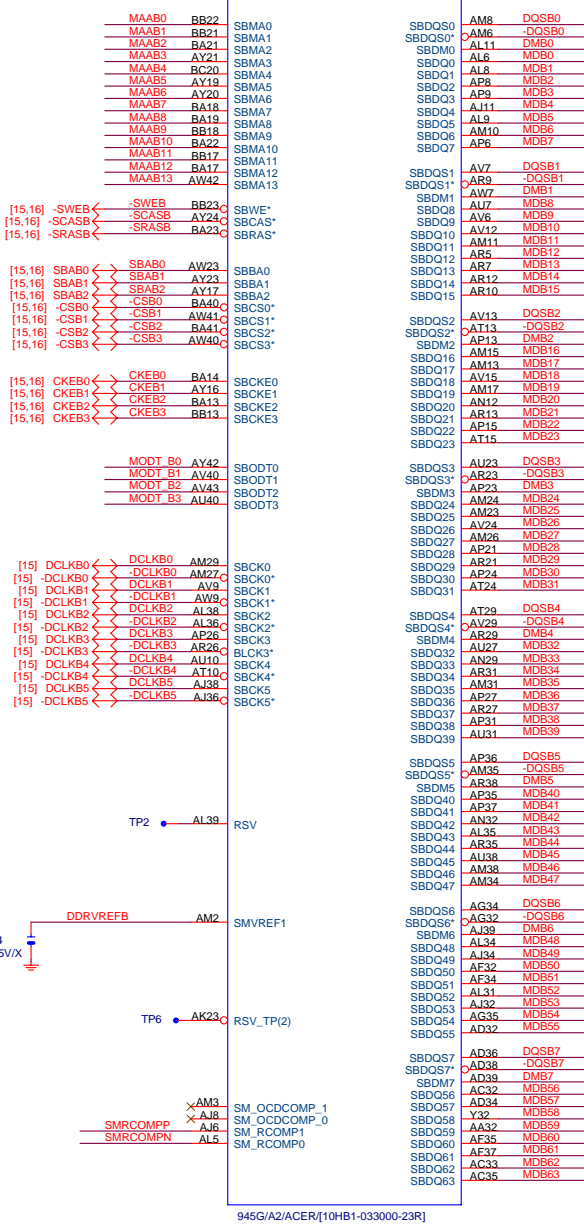 MAAB0 BB22 SBMA0
MAAB1 BB21 SBMA1
MAAB2 BA21 SBMA2
MAAB3 AY21 SBMA3
MAAB4 BC20 SBMA4
MAAB5 AY19 SBMA5
MAAB6 AY20 SBMA6
MAAB7 BA18 SBMA7
MAAB8 BA19 SBMA8
MAAB9 BB18 SBMA9
MAAB10 BA22 SBMA10
MAAB11 BB17 SBMA11
MAAB12 BA17 SBMA12
MAAB13 AW42 SBMA13
[15,16] -SWEB -SWEB BB23 SBWE*
[15,16] -SCASB -SCASB AY24 SBCAS*
[15,16] -SRASB -SRASB BA23 SBRAS*
[15,16] SBAB0 SBAB0 AW23 SBBA0
[15,16] SBAB1 SBAB1 AY23 SBBA1
[15,16] SBAB2 SBAB2 AY17 SBBA2
[15,16] -CSB0 -CSB0 BA40 SBCS0*
[15,16] -CSB1 -CSB1 AW41 SBCS1*
[15,16] -CSB2 -CSB2 BA41 SBCS2*
[15,16] -CSB3 -CSB3 AW40 SBCS3*
[15,16] CKEB0 CKEB0 BA14 SBCKE0
[15,16] CKEB1 CKEB1 AY16 SBCKE1
[15,16] CKEB2 CKEB2 BA13 SBCKE2
[15,16] CKEB3 CKEB3 BB13 SBCKE3
MODT_B0 AY42 SBODT0
MODT_B1 AV40 SBODT1
MODT_B2 AV43 SBODT2
MODT_B3 AU40 SBODT3
[15] DCLKB0 DCLKB0 AM29 SBCK0
[15] -DCLKB0 -DCLKB0 AM27 SBCK0*
[15] DCLKB1 DCLKB1 AV9 SBCK1
[15] -DCLKB1 -DCLKB1 AW9 SBCK1*
[15] DCLKB2 DCLKB2 AL38 SBCK2
[15] -DCLKB2 -DCLKB2 AL36 SBCK2*
[15] DCLKB3 DCLKB3 AP26 SBCK3
[15] -DCLKB3 -DCLKB3 AR26 BLCK3*
[15] DCLKB4 DCLKB4 AU10 SBCK4
[15] -DCLKB4 -DCLKB4 AT10 SBCK4*
[15] DCLKB5 DCLKB5 AJ38 SBCK5
[15] -DCLKB5 -DCLKB5 AJ36 SBCK5*
TP2 AL39 RSV
DDRVREFB AM2 SMVREF1
5V/X
TP6 AK23 RSV_TP(2)
AM3 SM_OCDCOMP_1
AJ8 SM_OCDCOMP_0
SMRCOMPP AJ6 SM_RCOMP1
SMRCOMPN AL5 SM_RCOMP0
SBDQS0 AM8 DQSB0
SBDQS0* AM6 -DQSB0
SBDM0 AL11 DMB0
SBDQ0 AL6 MDB0
SBDQ1 AL8 MDB1
SBDQ2 AP8 MDB2
SBDQ3 AP9 MDB3
SBDQ4 AJ11 MDB4
SBDQ5 AL9 MDB5
SBDQ6 AM10 MDB6
SBDQ7 AP6 MDB7
SBDQS1 AV7 DQSB1
SBDQS1* AR9 -DQSB1
SBDM1 AW7 DMB1
SBDQ8 AU7 MDB8
SBDQ9 AV6 MDB9
SBDQ10 AV12 MDB10
SBDQ11 AM11 MDB11
SBDQ12 AR5 MDB12
SBDQ13 AR7 MDB13
SBDQ14 AR12 MDB14
SBDQ15 AR10 MDB15
SBDQS2 AV13 DQSB2
SBDQS2* AT13 -DQSB2
SBDM2 AP13 DMB2
SBDQ16 AM15 MDB16
SBDQ17 AM13 MDB17
SBDQ18 AV15 MDB18
SBDQ19 AM17 MDB19
SBDQ20 AN12 MDB20
SBDQ21 AR13 MDB21
SBDQ22 AP15 MDB22
SBDQ23 AT15 MDB23
SBDQS3 AU23 DQSB3
SBDQS3* AR23 -DQSB3
SBDM3 AP23 DMB3
SBDQ24 AM24 MDB24
SBDQ25 AM23 MDB25
SBDQ26 AV24 MDB26
SBDQ27 AM26 MDB27
SBDQ28 AP21 MDB28
SBDQ29 AR21 MDB29
SBDQ30 AP24 MDB30
SBDQ31 AT24 MDB31
SBDQS4 AT29 DQSB4
SBDQS4* AV29 -DQSB4
SBDM4 AR29 DMB4
SBDQ32 AU27 MDB32
SBDQ33 AN29 MDB33
SBDQ34 AR31 MDB34
SBDQ35 AM31 MDB35
SBDQ36 AP27 MDB36
SBDQ37 AR27 MDB37
SBDQ38 AP31 MDB38
SBDQ39 AU31 MDB39
SBDQS5 AP36 DQSB5
SBDQS5* AM35 -DQSB5
SBDM5 AR38 DMB5
SBDQ40 AP35 MDB40
SBDQ41 AP37 MDB41
SBDQ42 AN32 MDB42
SBDQ43 AL35 MDB43
SBDQ44 AR35 MDB44
SBDQ45 AU38 MDB45
SBDQ46 AM38 MDB46
SBDQ47 AM34 MDB47
SBDQS6 AG34 DQSB6
SBDQS6* AG32 -DQSB6
SBDM6 AJ39 DMB6
SBDQ48 AL34 MDB48
SBDQ49 AJ34 MDB49
SBDQ50 AF32 MDB50
SBDQ51 AF34 MDB51
SBDQ52 AL31 MDB52
SBDQ53 AJ32 MDB53
SBDQ54 AG35 MDB54
SBDQ55 AD32 MDB55
SBDQS7 AD36 DQSB7
SBDQS7* AD38 -DQSB7
SBDM7 AD39 DMB7
SBDQ56 AC32 MDB56
SBDQ57 AD34 MDB57
SBDQ58 Y32 MDB58
SBDQ59 AA32 MDB59
SBDQ60 AF35 MDB60
SBDQ61 AF37 MDB61
SBDQ62 AC33 MDB62
SBDQ63 AC35 MDB63
945G/A2/ACER/[10HB1-033000-23R]